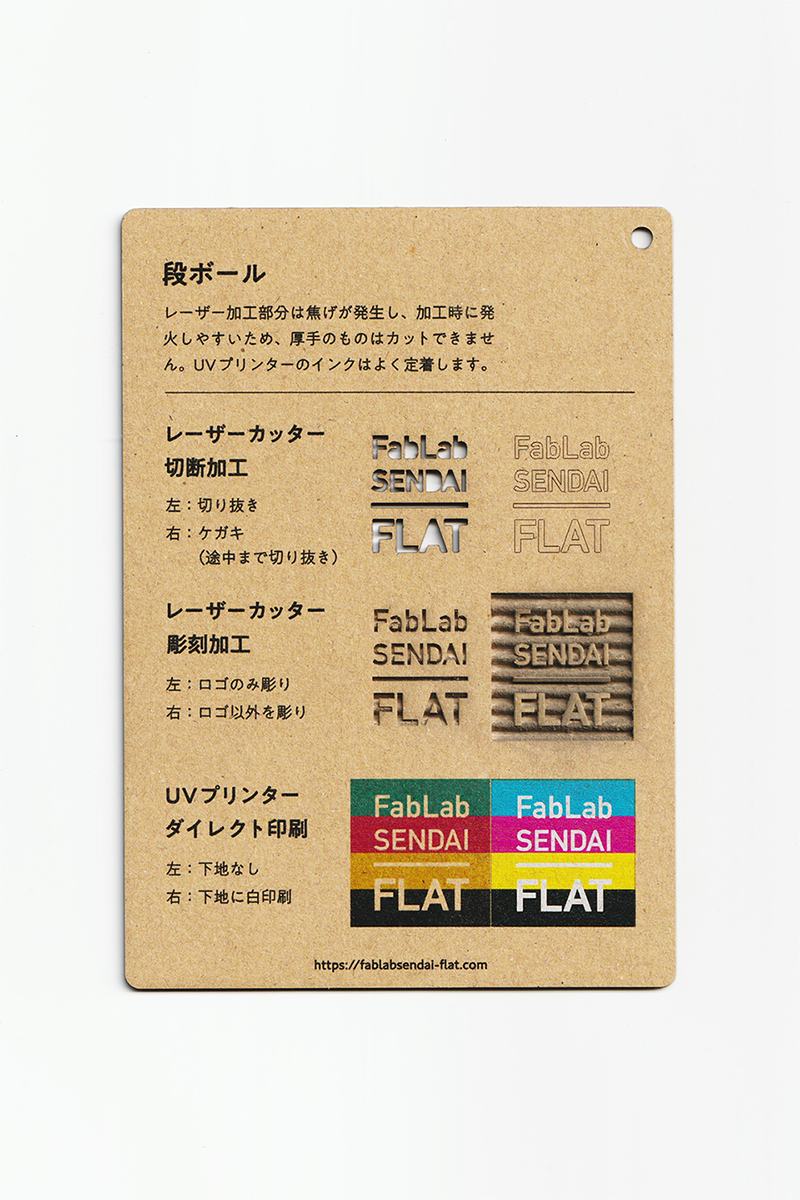 段ボール
レーザー加工部分は焦げが発生し、加工時に発
火しやすいため、厚手のものはカットできませ
ん。UVプリンターのインクはよく定着します。
レーザーカッター
切断加工
左：切り抜き
右：ケガキ
（途中まで切り抜き）
FabLab
SENDAI
FLAT
FabLab
SENDAI
FLAT
レーザーカッター
彫刻加工
左：ロゴのみ彫り
右：ロゴ以外を彫り
FabLab
SENDAI
FLAT
FabLab
SENDAI
FLAT
UVプリンター
ダイレクト印刷
左：下地なし
右：下地に白印刷
FabLab
SENDAI
FLAT
FabLab
SENDAI
FLAT
https://fablabsendai-flat.com